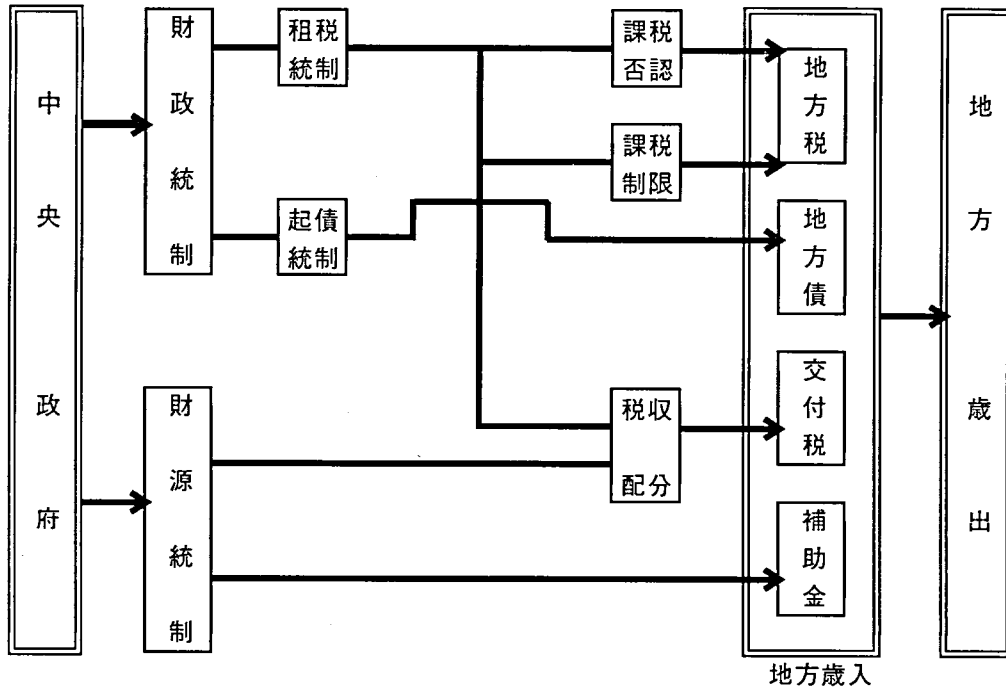 中央政府
財政統制
財源統制
租税
統制
起債
統制
課税
否認
課税
制限
税収
配分
地方税
地方債
交付税
補助金
地方歳入
地方歳出